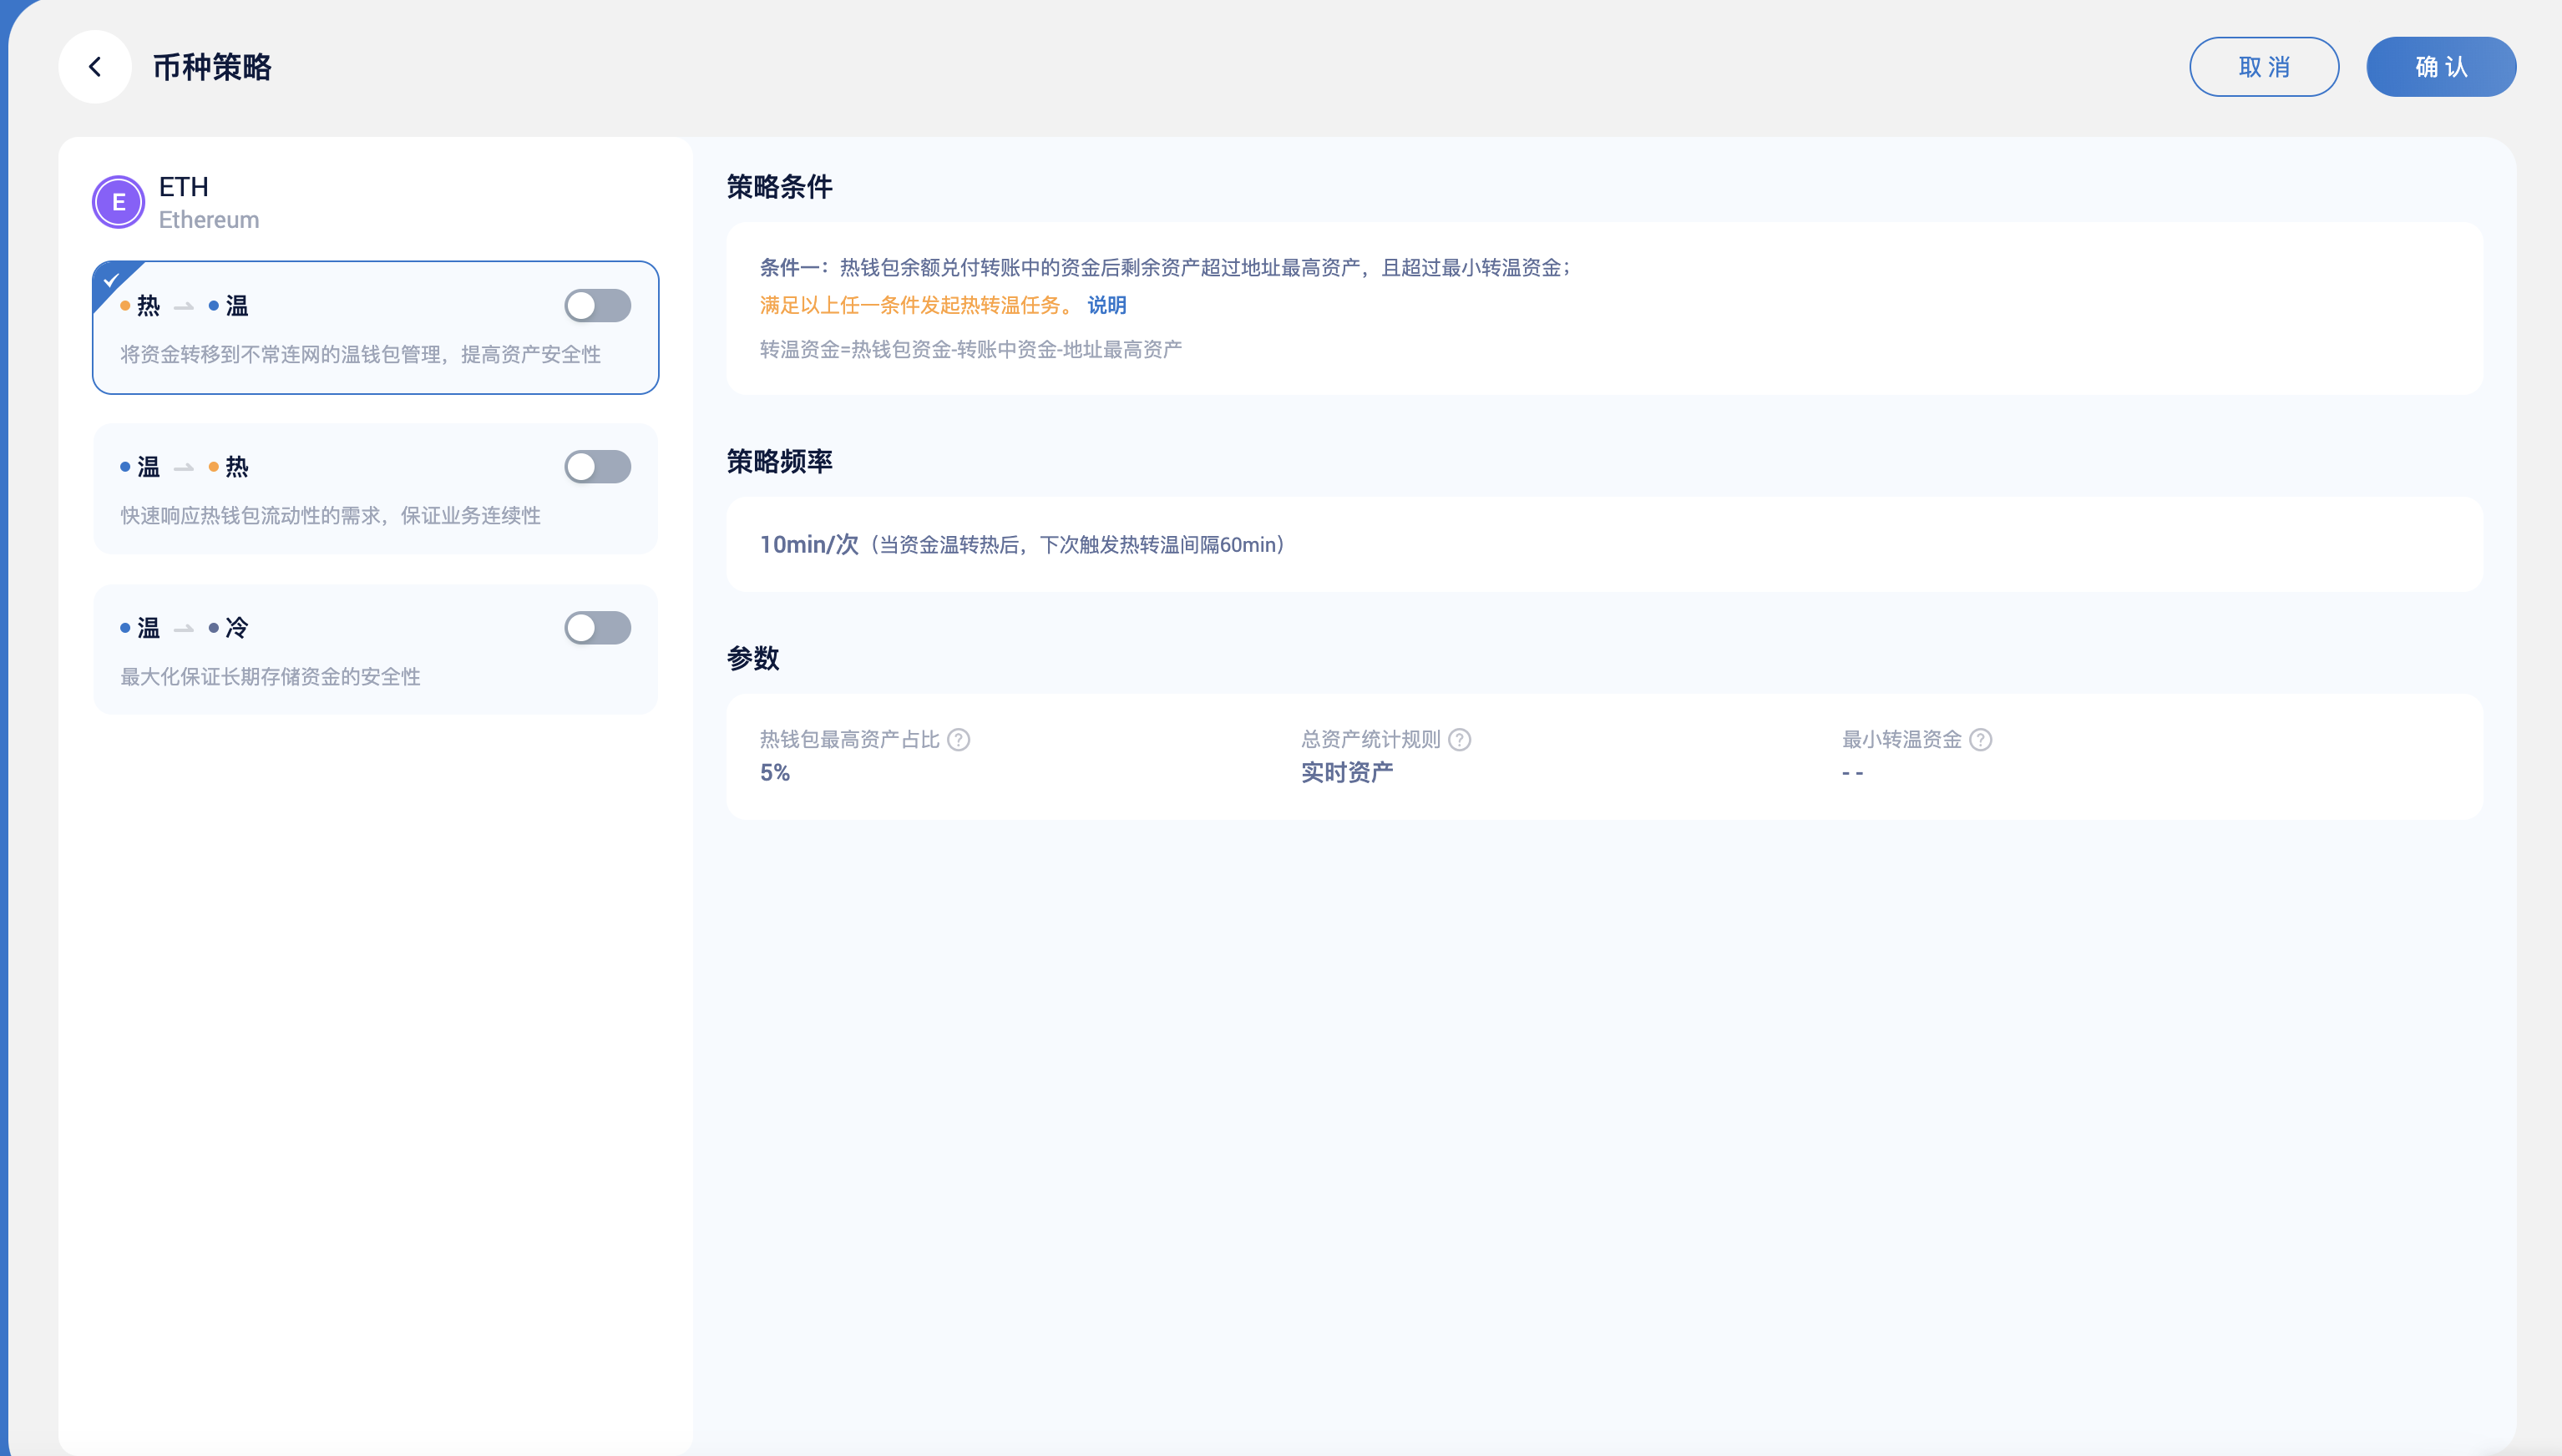 币种策略
取消
确认
E
ETH
Ethereum
热 温
将资金转移到不常连网的温钱包管理，提高资产安全性
温 热
快速响应热钱包流动性的需求，保证业务连续性
温 冷
最大化保证长期存储资金的安全性
策略条件
条件一：热钱包余额兑付转账中的资金后剩余资产超过地址最高资产，且超过最小转温资金；
满足以上任一条件发起热转温任务。 说明
转温资金=热钱包资金-转账中资金-地址最高资产
策略频率
10min/次（当资金温转热后，下次触发热转温间隔60min）
参数
热钱包最高资产占比 ?
5%
总资产统计规则 ?
实时资产
最小转温资金 ?
- -